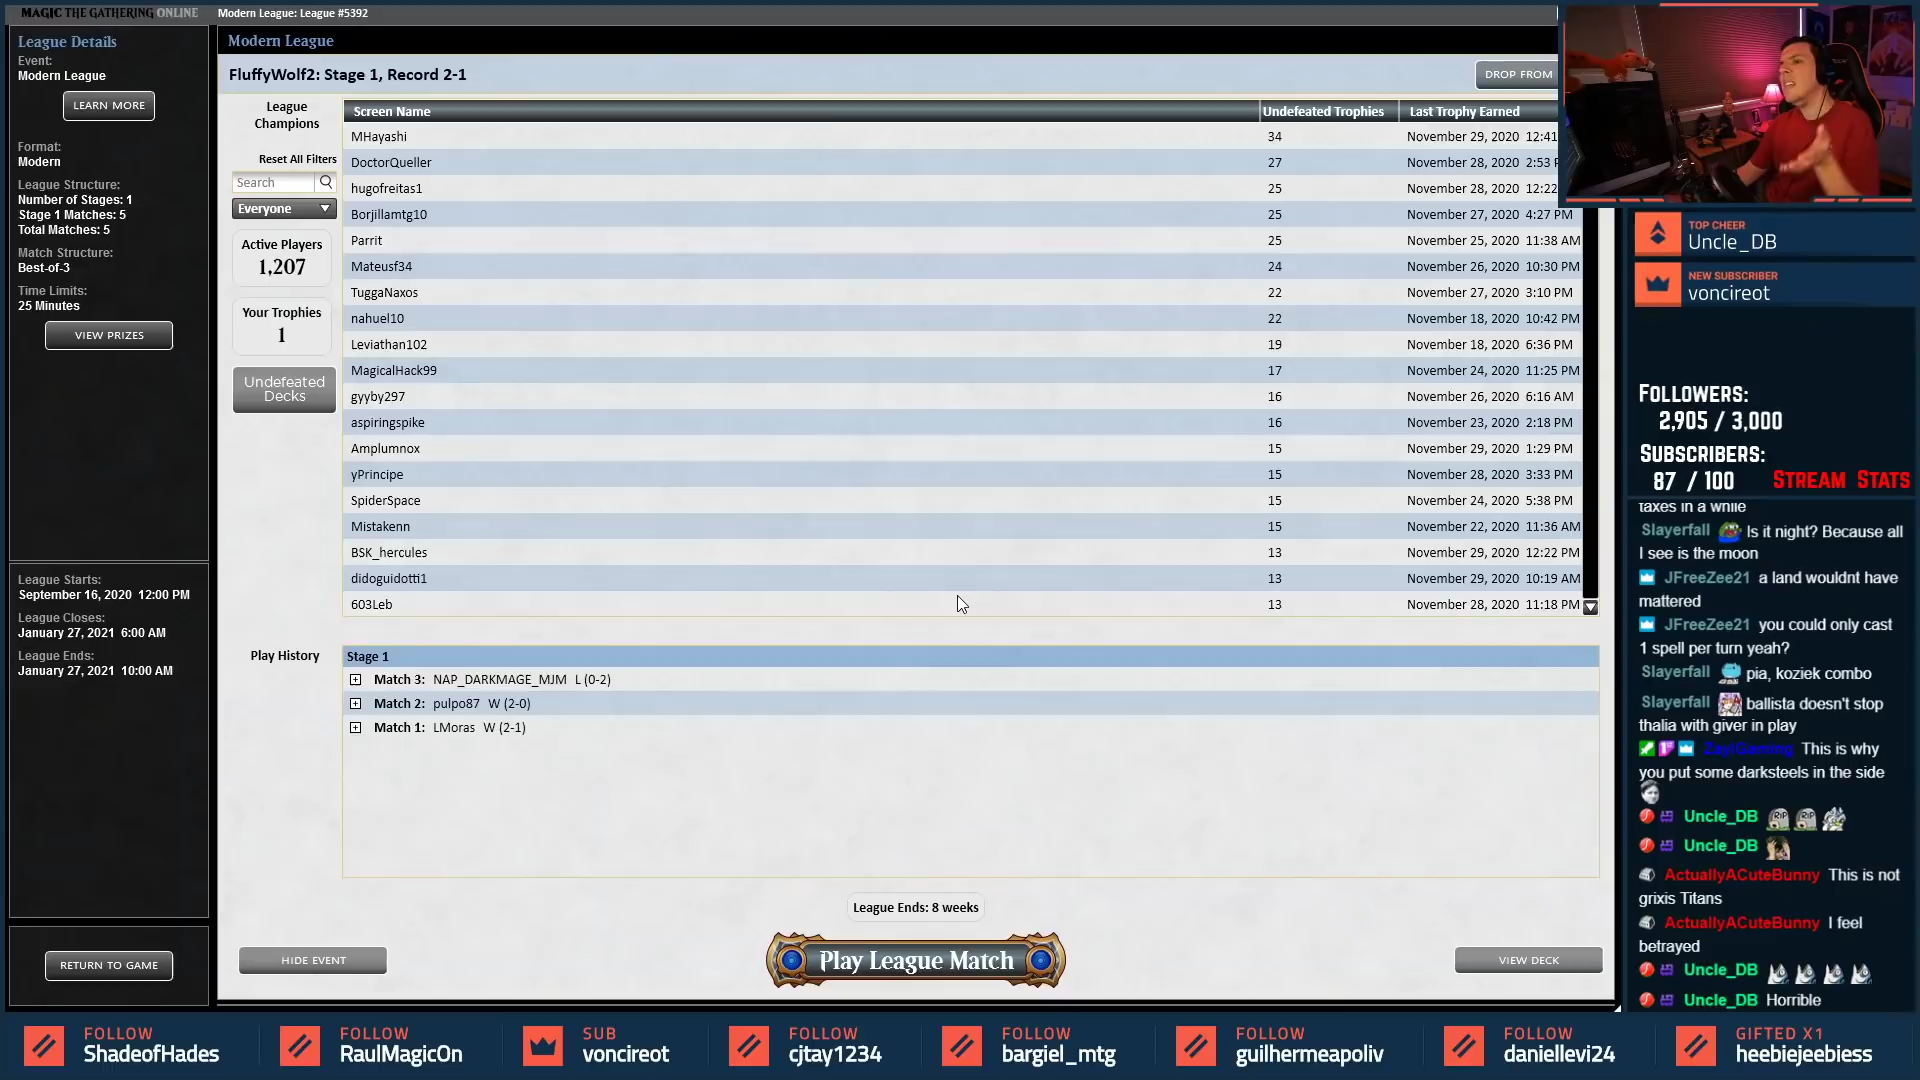 MAGIC THE GATHERING ONLINE
Modern League: League #5392
League Details
Event:
Modern League
LEARN MORE
Format:
Modern
League Structure:
Number of Stages: 1
Stage 1 Matches: 5
Total Matches: 5
Match Structure:
Best-of-3
Time Limits:
25 Minutes
VIEW PRIZES
League Starts:
September 16, 2020 12:00 PM
League Closes:
January 27, 2021 6:00 AM
League Ends:
January 27, 2021 10:00 AM
RETURN TO GAME
Modern League
FluffyWolf2: Stage 1, Record 2-1
DROP FROM
League
Champions
Reset All Filters
Search
Everyone
Active Players
1,207
Your Trophies
1
Undefeated
Decks
Screen Name Undefeated Trophies Last Trophy Earned
MHayashi 34 November 29, 2020 12:41
DoctorQueller 27 November 28, 2020 2:53
hugofreitas1 25 November 28, 2020 12:22
Borjillamtg10 25 November 27, 2020 4:27 PM
Parrit 25 November 25, 2020 11:38 AM
Mateusf34 24 November 26, 2020 10:30 PM
TuggaNaxos 22 November 27, 2020 3:10 PM
nahuel10 22 November 18, 2020 10:42 PM
Leviathan102 19 November 18, 2020 6:36 PM
MagicalHack99 17 November 24, 2020 11:25 PM
gyyby297 16 November 26, 2020 6:16 AM
aspiringspike 16 November 23, 2020 2:18 PM
Amplumnox 15 November 29, 2020 1:29 PM
yPrincipe 15 November 28, 2020 3:33 PM
SpiderSpace 15 November 24, 2020 5:38 PM
Mistakenn 15 November 22, 2020 11:36 AM
BSK_hercules 13 November 29, 2020 12:22 PM
didoguidotti1 13 November 29, 2020 10:19 AM
603Leb 13 November 28, 2020 11:18 PM
Play History
Stage 1
Match 3: NAP_DARKMAGE_MJM L (0-2)
Match 2: pulpo87 W (2-0)
Match 1: LMoras W (2-1)
League Ends: 8 weeks
HIDE EVENT
Play League Match
VIEW DECK
TOP CHEER
Uncle_DB
NEW SUBSCRIBER
voncireot
FOLLOWERS:
2,905 / 3,000
SUBSCRIBERS:
87 / 100
STREAM STATS
taxes in a while
Slayerfall Is it night? Because all
I see is the moon
JFreeZee21 a land wouldnt have
mattered
JFreeZee21 you could only cast
1 spell per turn yeah?
Slayerfall pia, koziek combo
Slayerfall ballista doesn't stop
thalia with giver in play
ZaylGaming This is why
you put some darksteels in the side
Uncle_DB
Uncle_DB
ActuallyACuteBunny This is not
grixis Titans
ActuallyACuteBunny I feel
betrayed
Uncle_DB
Uncle_DB Horrible
FOLLOW
ShadeofHades
FOLLOW
RaulMagicOn
SUB
voncireot
FOLLOW
cjtay1234
FOLLOW
bargiel_mtg
FOLLOW
guilhermeapoliv
FOLLOW
daniellevi24
GIFTED X1
heebiejeebiess